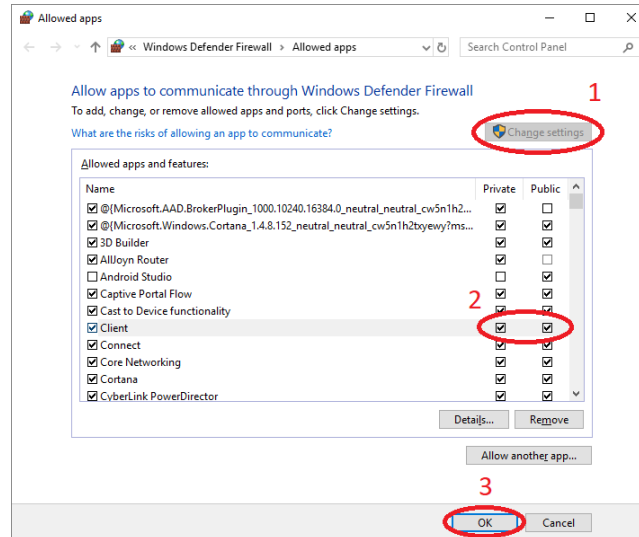 Allowed apps
« Windows Defender Firewall › Allowed apps
Search Control Panel
Allow apps to communicate through Windows Defender Firewall
1
To add, change, or remove allowed apps and ports, click Change settings.
What are the risks of allowing an app to communicate?
Change settings
Allowed apps and features:
Name Private Public
@{Microsoft.AAD.BrokerPlugin_1000.10240.16384.0_neutral_neutral_cw5n1h2...
@{Microsoft.Windows.Cortana_1.4.8.152_neutral_neutral_cw5n1h2txyewy?ms...
3D Builder
AllJoyn Router
Android Studio
Captive Portal Flow
2
Cast to Device functionality
Client
Connect
Core Networking
Cortana
CyberLink PowerDirector
Details... Remove
Allow another app...
3
OK Cancel